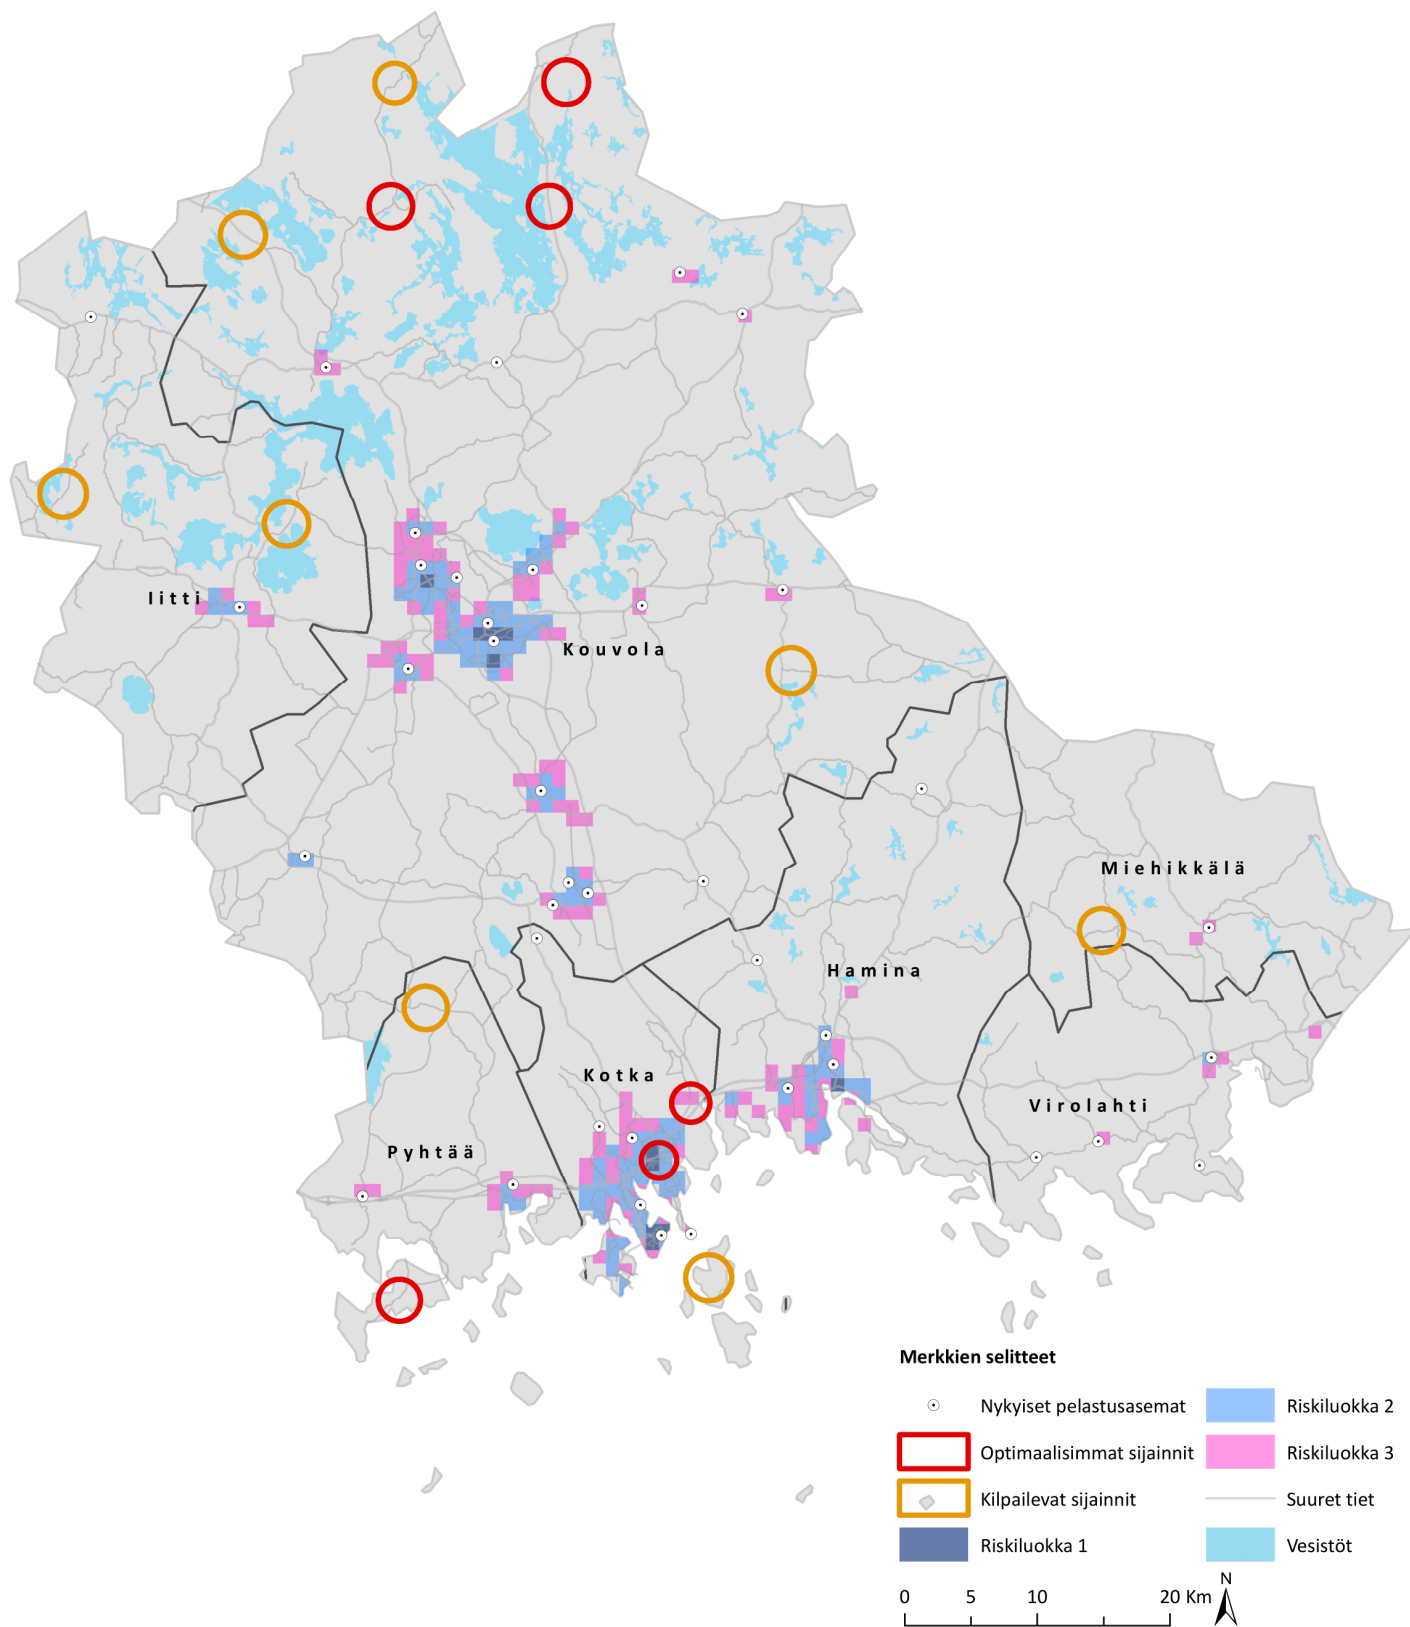 Iitti
Kouvola
Miehikkälä
Hamina
Kotka
Virolahti
Pyhtää
Merkkien selitteet
Nykyiset pelastusasemat
Riskiluokka 2
Optimaalisimmat sijainnit
Riskiluokka 3
Kilpailevat sijainnit
Suuret tiet
Riskiluokka 1
Vesistöt
N
0 5 10 20 Km